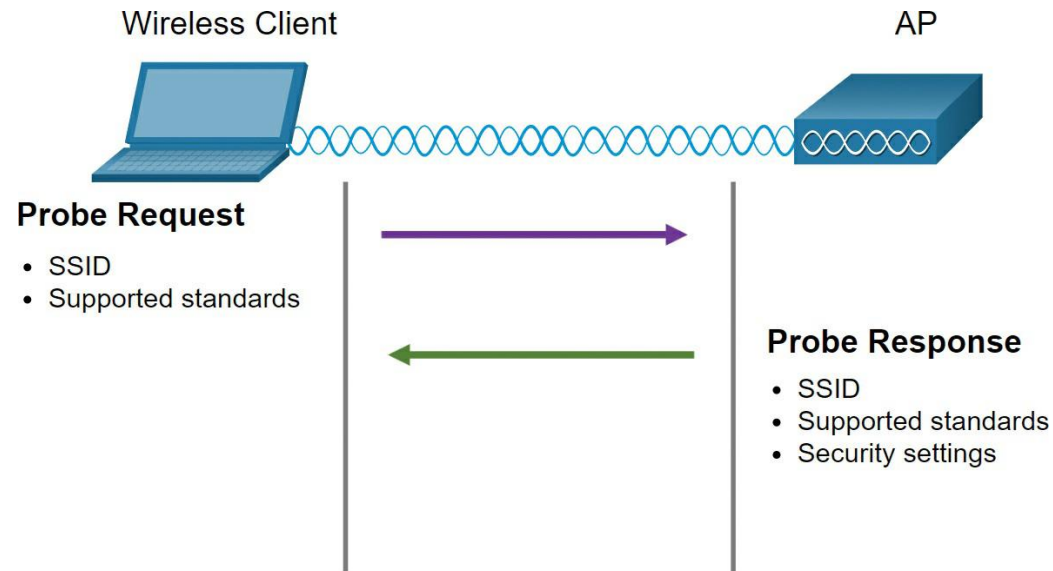 Wireless Client
AP
Probe Request
• SSID
• Supported standards
Probe Response
• SSID
• Supported standards
• Security settings